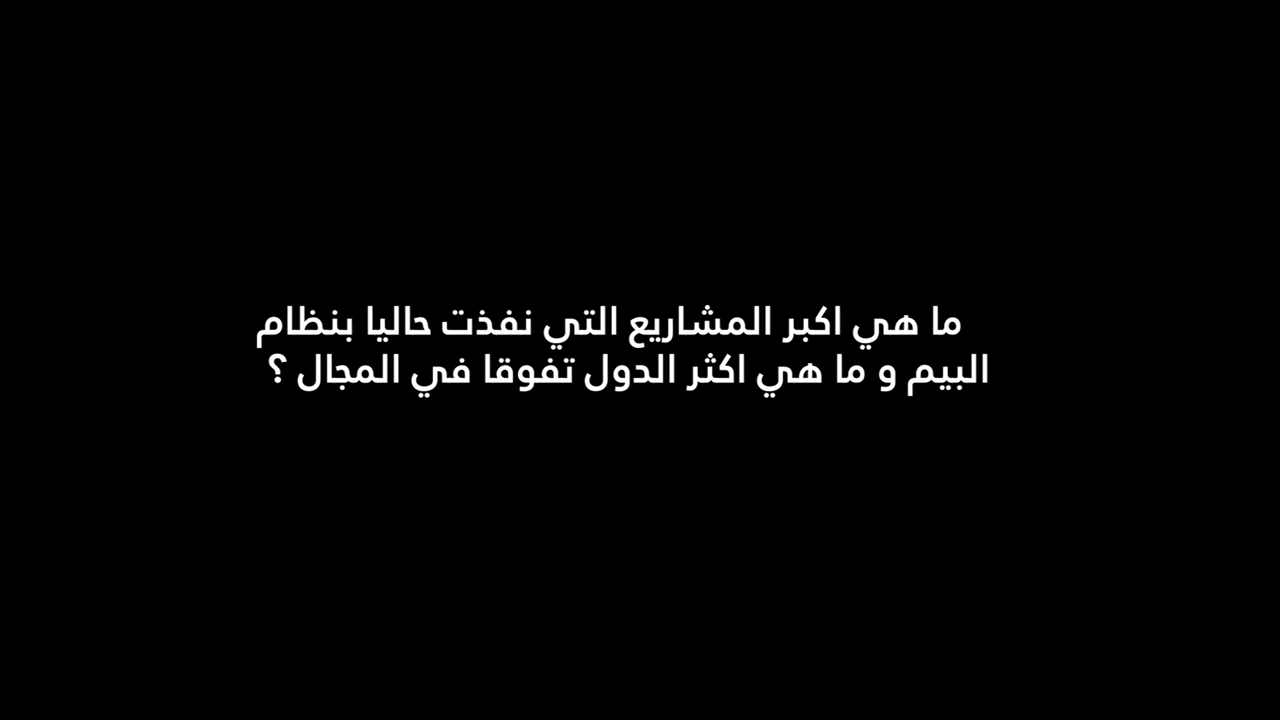 ما هي اكبر المشاريع التي نفذت حاليا بنظام
البيم و ما هي اكثر الدول تفوقا في المجال ؟